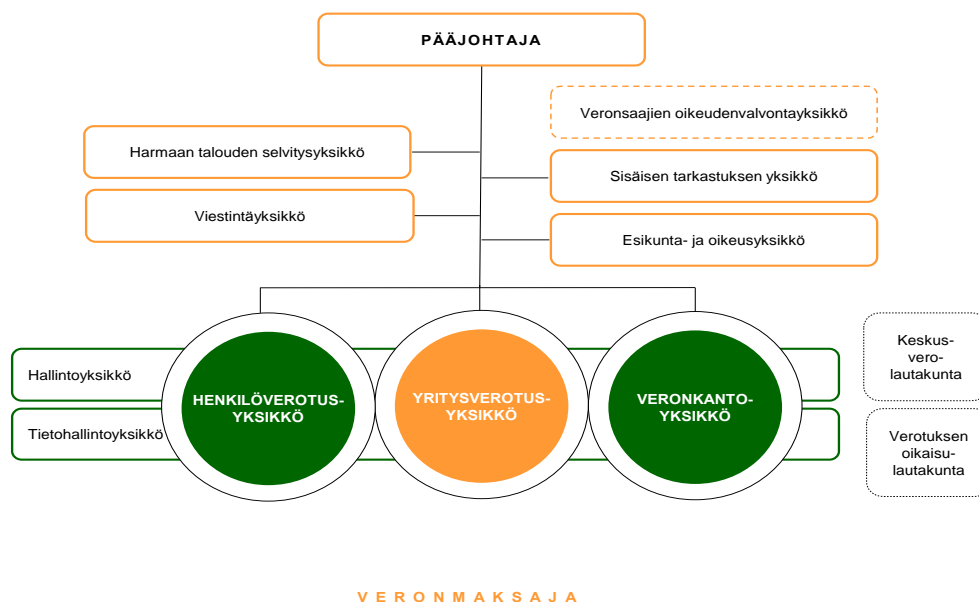 PÄÄJOHTAJA
Veronsaajien oikeudenvalvontayksikkö
Harmaan talouden selvitysyksikkö
Sisäisen tarkastuksen yksikkö
Viestintäyksikkö
Esikunta- ja oikeusyksikkö
Hallintoyksikkö
Tietohallintoyksikkö
HENKILÖVEROTUS-
YKSIKKÖ
YRITYSVEROTUS-
YKSIKKÖ
VERONKANTO-
YKSIKKÖ
Keskus-
vero-
lautakunta
Verotuksen
oikaisu-
lautakunta
VERONMAKSAJA